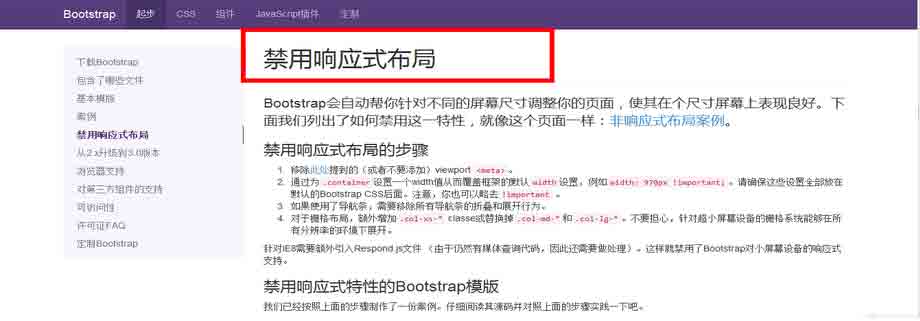 Bootstrap 起步 CSS 组件 JavaScript插件 定制
下载Bootstrap
包含了哪些文件
基本模版
案例
禁用响应式布局
从2.x升级到3.0版本
浏览器支持
对第三方组件的支持
可访问性
许可证FAQ
定制Bootstrap
禁用响应式布局
Bootstrap会自动帮你针对不同的屏幕尺寸调整你的页面，使其在个尺寸屏幕上表现良好。下
面我们列出了如何禁用这一特性，就像这个页面一样：非响应式布局案例。
禁用响应式布局的步骤
1. 移除此处提到的（或者不要添加）viewport <meta>。
2. 通过为 .container 设置一个width值从而覆盖框架的默认 width 设置，例如 width: 970px !important; 。请确保这些设置全部放在
默认的Bootstrap CSS后面。注意，你也可以略去 !important 。
3. 如果使用了导航条，需要移除所有导航条的折叠和展开行为。
4. 对于栅格布局，额外增加 .col-xs-* classe或替换掉 .col-md-* 和 .col-lg-*。不要担心，针对超小屏幕设备的栅格系统能够在所
有分辨率的环境下展开。
针对IE8需要额外引入Respond.js文件 （由于仍然有媒体查询代码，因此还需要做处理）。这样就禁用了Bootstrap对小屏幕设备的响应式
支持。
禁用响应式特性的Bootstrap模版
我们已经按照上面的步骤制作了一份案例。仔细阅读其源码并对照上面的步骤实践一下吧。